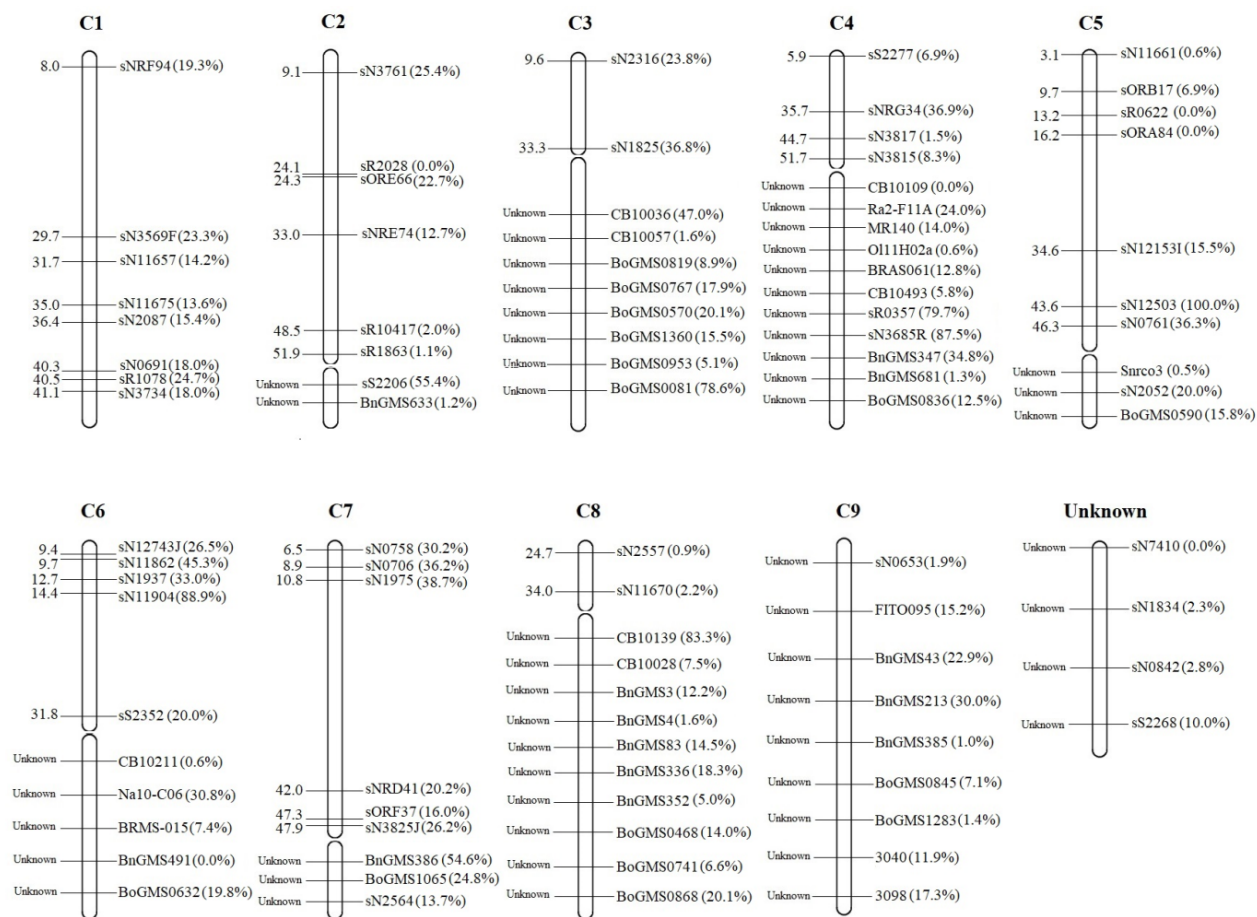 C1
8.0 sNRF94 (19.3%)
29.7 sN3569F (23.3%)
31.7 sN11657 (14.2%)
35.0 sN11675 (13.6%)
36.4 sN2087 (15.4%)
40.3 sN0691 (18.0%)
40.5 sR1078 (24.7%)
41.1 sN3734 (18.0%)
C2
9.1 sN3761 (25.4%)
24.1 sR2028 (0.0%)
24.3 sORE66 (22.7%)
33.0 sNRE74 (12.7%)
48.5 sR10417 (2.0%)
51.9 sR1863 (1.1%)
Unknown sS2206 (55.4%)
Unknown BnGMS633 (1.2%)
C3
9.6 sN2316 (23.8%)
33.3 sN1825 (36.8%)
Unknown CB10036 (47.0%)
Unknown CB10057 (1.6%)
Unknown BoGMS0819 (8.9%)
Unknown BoGMS0767 (17.9%)
Unknown BoGMS0570 (20.1%)
Unknown BoGMS1360 (15.5%)
Unknown BoGMS0953 (5.1%)
Unknown BoGMS0081 (78.6%)
C4
5.9 sS2277 (6.9%)
35.7 sNRG34 (36.9%)
44.7 sN3817 (1.5%)
51.7 sN3815 (8.3%)
Unknown CB10109 (0.0%)
Unknown Ra2-F11A (24.0%)
Unknown MR140 (14.0%)
Unknown Ol11H02a (0.6%)
Unknown BRAS061 (12.8%)
Unknown CB10493 (5.8%)
Unknown sR0357 (79.7%)
Unknown sN3685R (87.5%)
Unknown BnGMS347 (34.8%)
Unknown BnGMS681 (1.3%)
Unknown BoGMS0836 (12.5%)
C5
3.1 sN11661 (0.6%)
9.7 sORB17 (6.9%)
13.2 sR0622 (0.0%)
16.2 sORA84 (0.0%)
34.6 sN12153I (15.5%)
43.6 sN12503 (100.0%)
46.3 sN0761 (36.3%)
Unknown Snrco3 (0.5%)
Unknown sN2052 (20.0%)
Unknown BoGMS0590 (15.8%)
C6
9.4 sN12743J (26.5%)
9.7 sN11862 (45.3%)
12.7 sN1937 (33.0%)
14.4 sN11904 (88.9%)
31.8 sS2352 (20.0%)
Unknown CB10211 (0.6%)
Unknown Na10-C06 (30.8%)
Unknown BRMS-015 (7.4%)
Unknown BnGMS491 (0.0%)
Unknown BoGMS0632 (19.8%)
C7
6.5 sN0758 (30.2%)
8.9 sN0706 (36.2%)
10.8 sN1975 (38.7%)
42.0 sNRD41 (20.2%)
47.3 sORF37 (16.0%)
47.9 sN3825J (26.2%)
Unknown BnGMS386 (54.6%)
Unknown BoGMS1065 (24.8%)
Unknown sN2564 (13.7%)
C8
24.7 sN2557 (0.9%)
34.0 sN11670 (2.2%)
Unknown CB10139 (83.3%)
Unknown CB10028 (7.5%)
Unknown BnGMS3 (12.2%)
Unknown BnGMS4 (1.6%)
Unknown BnGMS83 (14.5%)
Unknown BnGMS336 (18.3%)
Unknown BnGMS352 (5.0%)
Unknown BoGMS0468 (14.0%)
Unknown BoGMS0741 (6.6%)
Unknown BoGMS0868 (20.1%)
C9
Unknown sN0653 (1.9%)
Unknown FITO095 (15.2%)
Unknown BnGMS43 (22.9%)
Unknown BnGMS213 (30.0%)
Unknown BnGMS385 (1.0%)
Unknown BoGMS0845 (7.1%)
Unknown BoGMS1283 (1.4%)
Unknown 3040 (11.9%)
Unknown 3098 (17.3%)
Unknown
Unknown sN7410 (0.0%)
Unknown sN1834 (2.3%)
Unknown sN0842 (2.8%)
Unknown sS2268 (10.0%)